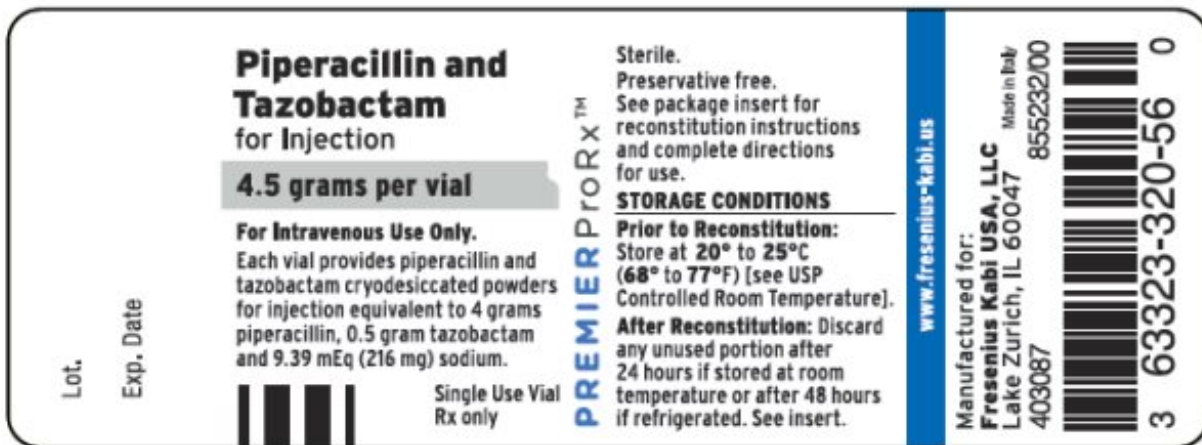 Lot.
Exp. Date
Piperacillin and
Tazobactam
for Injection
4.5 grams per vial
For Intravenous Use Only.
Each vial provides piperacillin and
tazobactam cryodesiccated powders
for injection equivalent to 4 grams
piperacillin, 0.5 gram tazobactam
and 9.39 mEq (216 mg) sodium.
Single Use Vial
Rx only
PREMIERProRx™
Sterile.
Preservative free.
See package insert for
reconstitution instructions
and complete directions
for use.
STORAGE CONDITIONS
Prior to Reconstitution:
Store at 20° to 25°C
(68° to 77°F) [see USP
Controlled Room Temperature].
After Reconstitution: Discard
any unused portion after
24 hours if stored at room
temperature or after 48 hours
if refrigerated. See insert.
www.fresenius-kabi.us
Manufactured for:
Fresenius Kabi USA, LLC
Lake Zurich, IL 60047
Made in Italy
403087
855232/00
3 63323-320-56 0